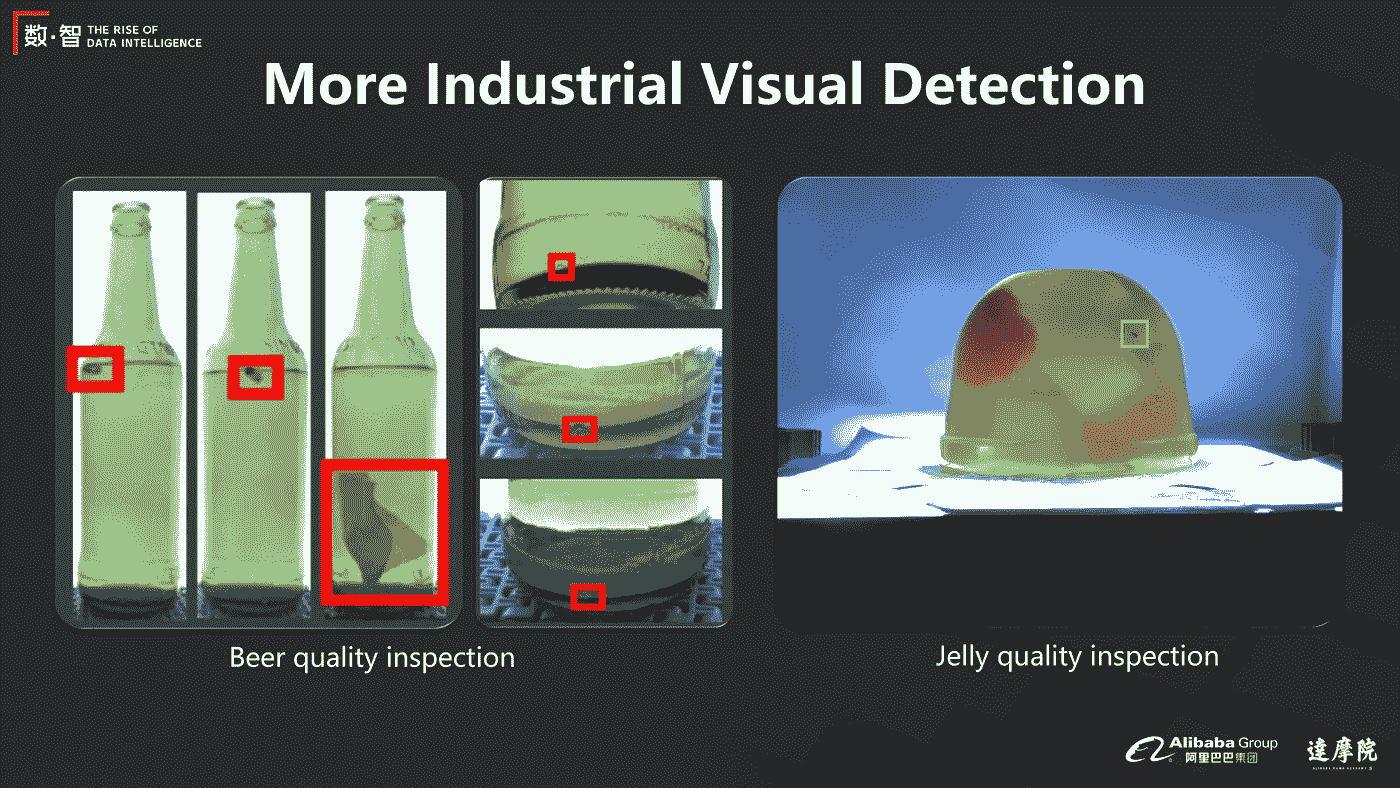 数·智 THE RISE OF
DATA INTELLIGENCE
More Industrial Visual Detection
Beer quality inspection
Jelly quality inspection
Alibaba Group
阿里巴巴集团
達摩院